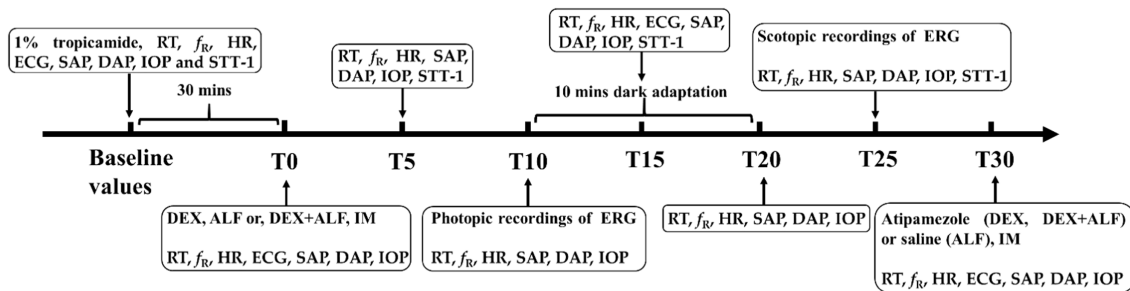 1% tropicamide, RT, fR, HR,
ECG, SAP, DAP, IOP and STT-1
30 mins
RT, fR, HR, SAP,
DAP, IOP, STT-1
RT, fR, HR, ECG, SAP,
DAP, IOP, STT-1
10 mins dark adaptation
Scotopic recordings of ERG
RT, fR, HR, SAP, DAP, IOP, STT-1
Baseline
values
T0
T5
T10
T15
T20
T25
T30
DEX, ALF or, DEX+ALF, IM
RT, fR, HR, ECG, SAP, DAP, IOP
Photopic recordings of ERG
RT, fR, HR, SAP, DAP, IOP
RT, fR, HR, SAP, DAP, IOP
Atipamezole (DEX, DEX+ALF)
or saline (ALF), IM
RT, fR, HR, ECG, SAP, DAP, IOP